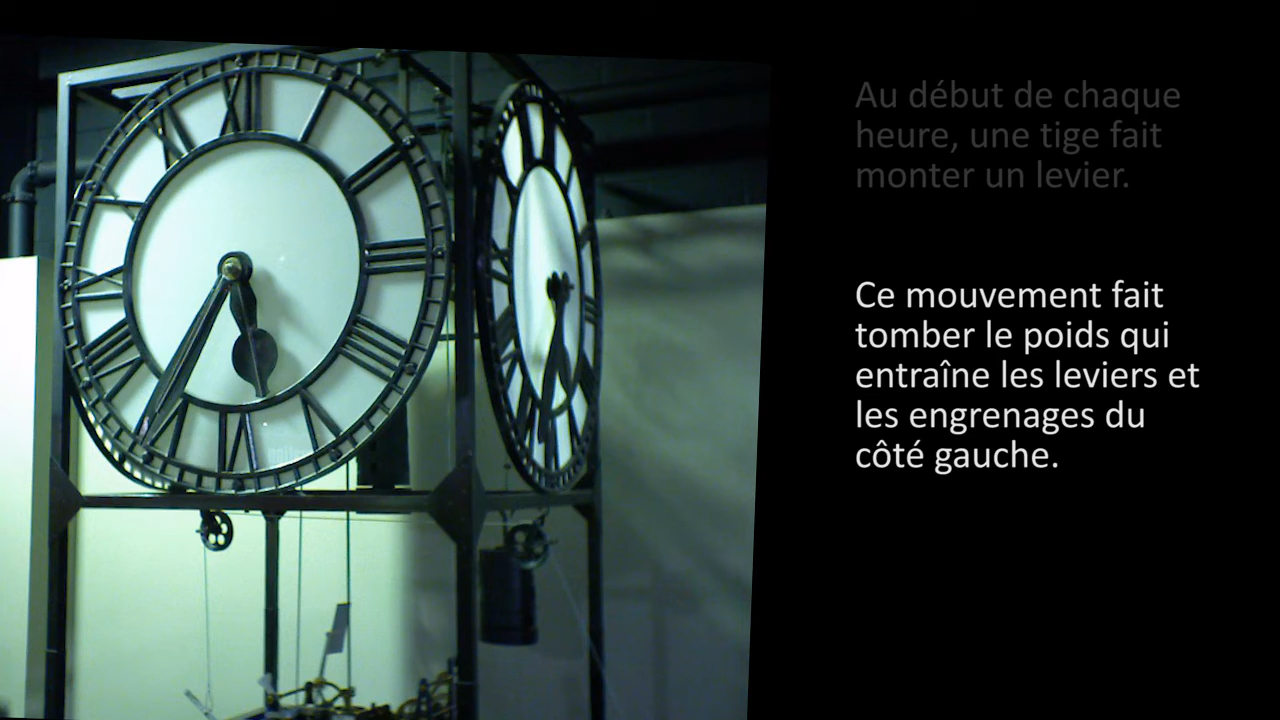 Au début de chaque
heure, une tige fait
monter un levier.
Ce mouvement fait
tomber le poids qui
entraîne les leviers et
les engrenages du
côté gauche.